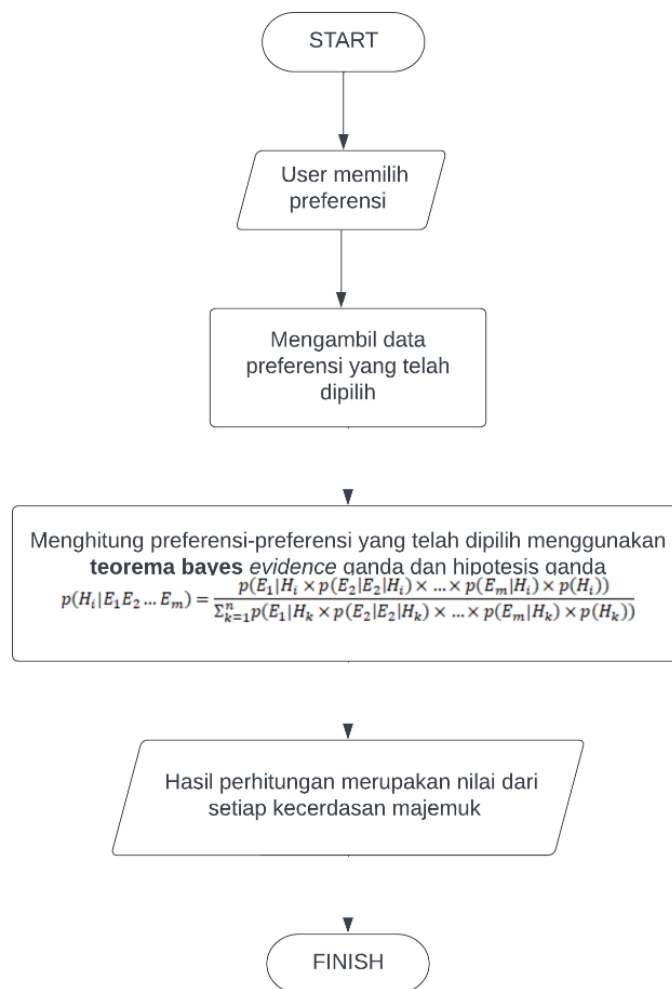 START
User memilih
preferensi
Mengambil data
preferensi yang telah
dipilih
Menghitung preferensi-preferensi yang telah dipilih menggunakan
teorema bayes evidence ganda dan hipotesis ganda
p(H_i|E_1E_2 … E_m) = \frac{p(E_1|H_i × p(E_2|E_2|H_i) × … × p(E_m|H_i) × p(H_i))}{Σ_{k=1}^{n} p(E_1|H_k × p(E_2|E_2|H_k) × … × p(E_m|H_k) × p(H_k))}
Hasil perhitungan merupakan nilai dari
setiap kecerdasan majemuk
FINISH